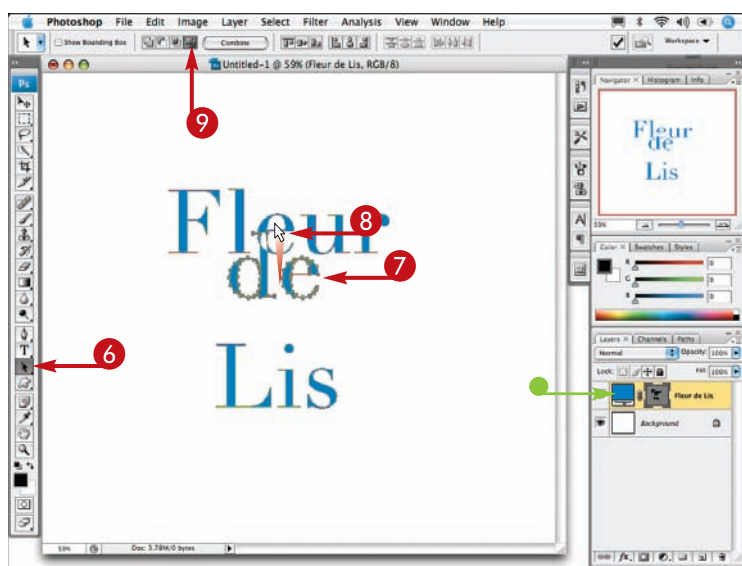 Photoshop File Edit Image Layer Select Filter Analysis View Window Help
Show Bounding Box Combine Workspace
Untitled-1 @ 59% (Fleur de Lis, RGB/8)
Ps
9
Navigator Histogram Info
Fleur
de
Lis
59%
Fleur
8
de
7
Color Swatches Styles
R 0
G 0
B 0
T
A
6
Lis
Layers Channels Paths
Normal Opacity: 100%
Lock: Fill: 100%
Fleur de Lis
Background
59% Doc: 3.78M/0 bytes
fx